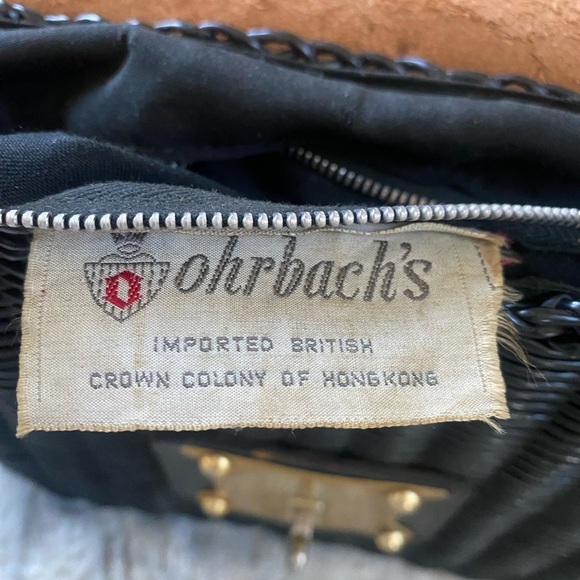 ohrbach's
IMPORTED BRITISH
CROWN COLONY OF HONGKONG